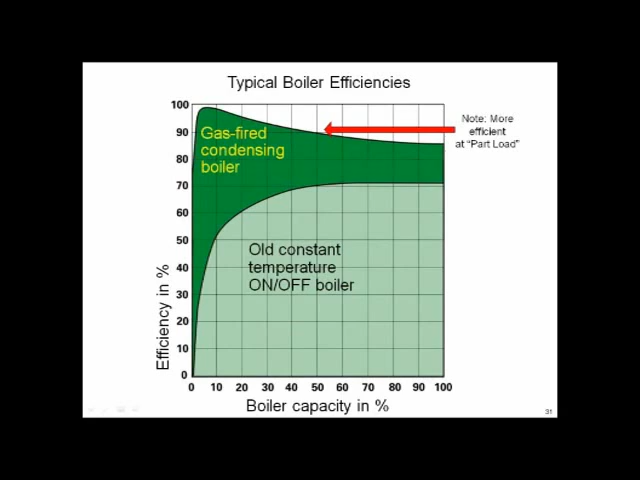 Typical Boiler Efficiencies
100
90
80
70
60
50
40
30
20
10
0
Efficiency in %
Gas-fired
condensing
boiler
Old constant
temperature
ON/OFF boiler
Note: More
efficient
at “Part Load”
0 10 20 30 40 50 60 70 80 90 100
Boiler capacity in %
31